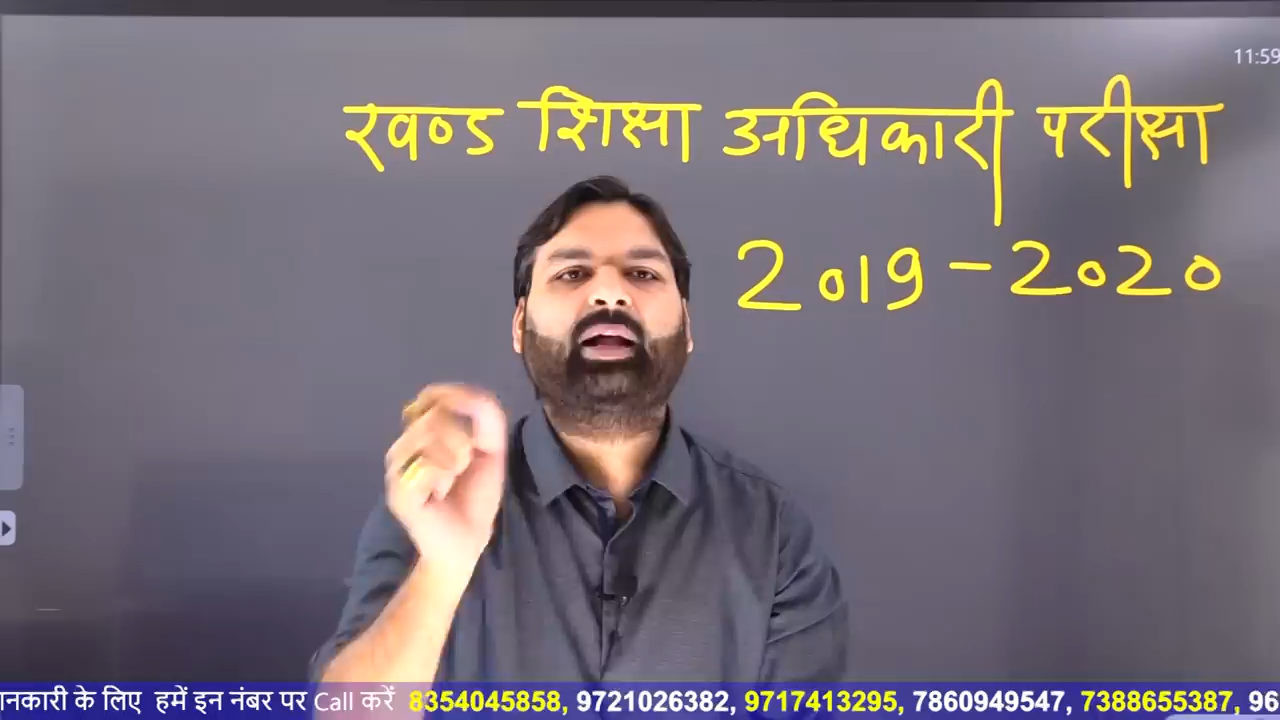 11:59
खण्ड शिक्षा अधिकारी परीक्षा
2019-2020
के लिए हमें इन नंबर पर Call करें 8354045858, 9721026382, 9717413295, 7860949547, 7388655387, 96